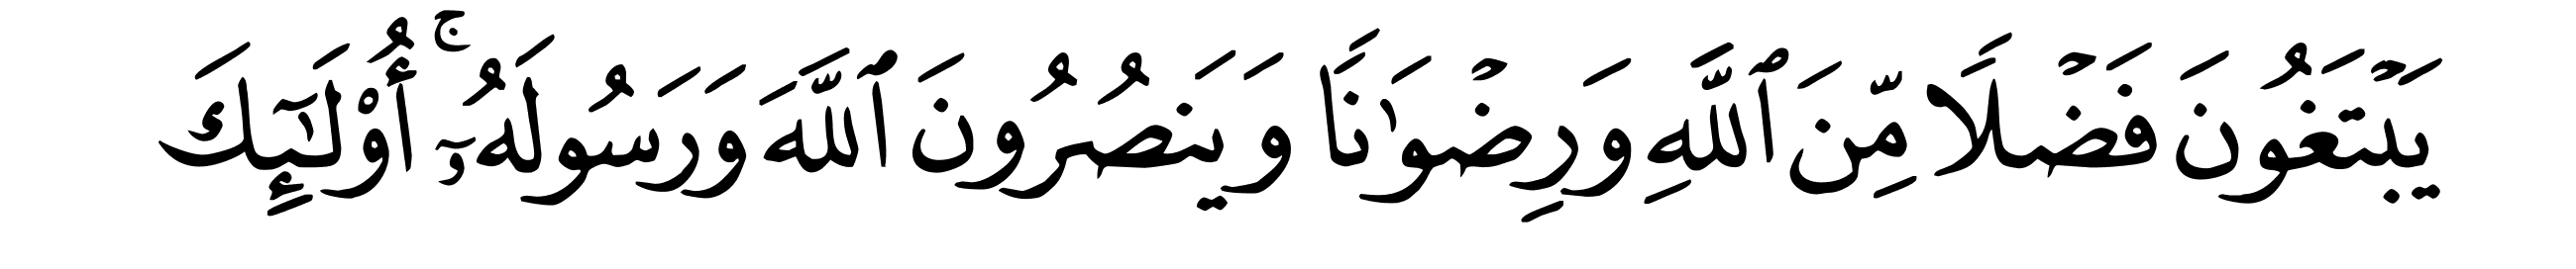 يَبۡتَغُونَ فَضۡلٗا مِّنَ ٱللَّهِ وَرِضۡوَٰنٗا وَيَنصُرُونَ ٱللَّهَ وَرَسُولَهُۥٓۚ أُوْلَـٰٓئِكَ